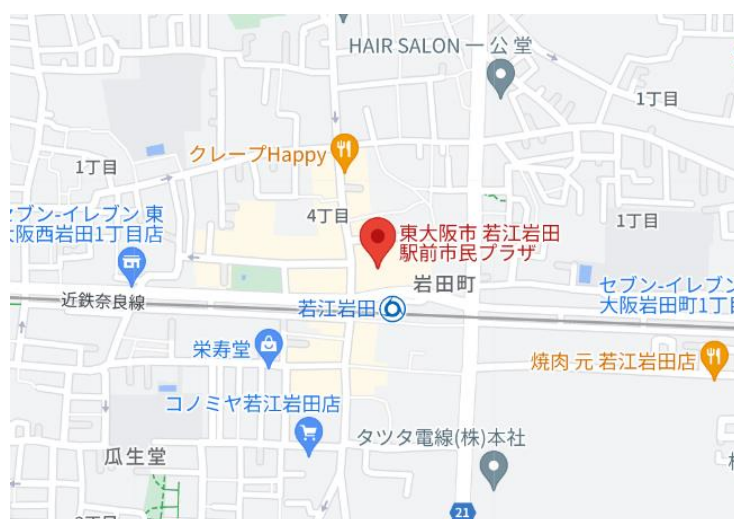 HAIR SALON 一公堂
1丁目
クレープHappy
1丁目
4丁目
東大阪市 若江岩田
駅前市民プラザ
1丁目
セブン-イレブン 東
大阪西岩田1丁目店
岩田町
セブン-イレブン
大阪岩田町1丁目
近鉄奈良線
若江岩田
栄寿堂
焼肉 元 若江岩田店
コノミヤ若江岩田店
タツタ電線(株)本社
瓜生堂
21